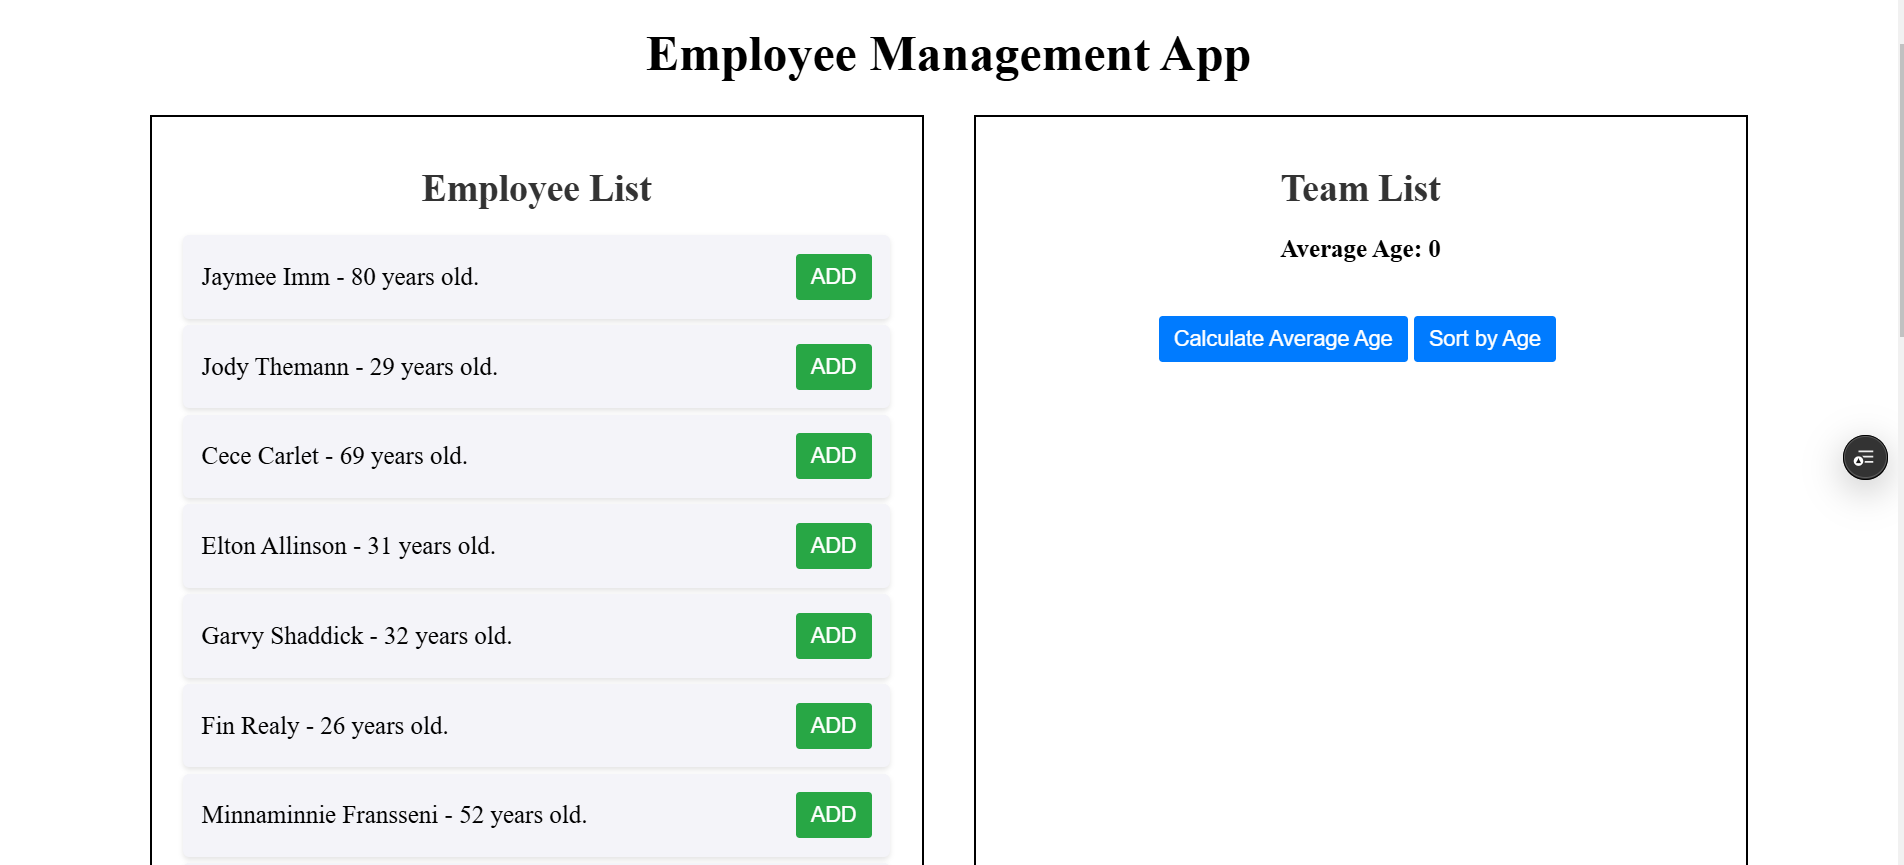 Employee Management App
Employee List
Jaymee Imm - 80 years old.
ADD
Jody Themann - 29 years old.
ADD
Cece Carlet - 69 years old.
ADD
Elton Allinson - 31 years old.
ADD
Garvy Shaddick - 32 years old.
ADD
Fin Realy - 26 years old.
ADD
Minnaminnie Fransseni - 52 years old.
ADD
Team List
Average Age: 0
Calculate Average Age
Sort by Age